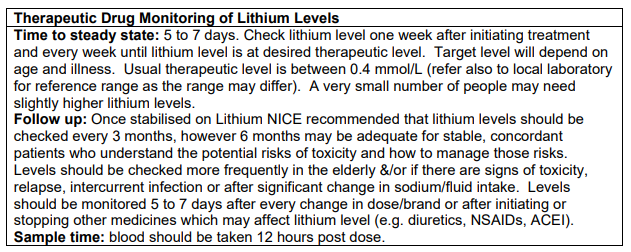 Therapeutic Drug Monitoring of Lithium Levels
Time to steady state: 5 to 7 days. Check lithium level one week after initiating treatment
and every week until lithium level is at desired therapeutic level.  Target level will depend on
age and illness.  Usual therapeutic level is between 0.4 mmol/L (refer also to local laboratory
for reference range as the range may differ).  A very small number of people may need
slightly higher lithium levels.
Follow up: Once stabilised on Lithium NICE recommended that lithium levels should be
checked every 3 months, however 6 months may be adequate for stable, concordant
patients who understand the potential risks of toxicity and how to manage those risks.
Levels should be checked more frequently in the elderly &/or if there are signs of toxicity,
relapse, intercurrent infection or after significant change in sodium/fluid intake.  Levels
should be monitored 5 to 7 days after every change in dose/brand or after initiating or
stopping other medicines which may affect lithium level (e.g. diuretics, NSAIDs, ACEI).
Sample time: blood should be taken 12 hours post dose.